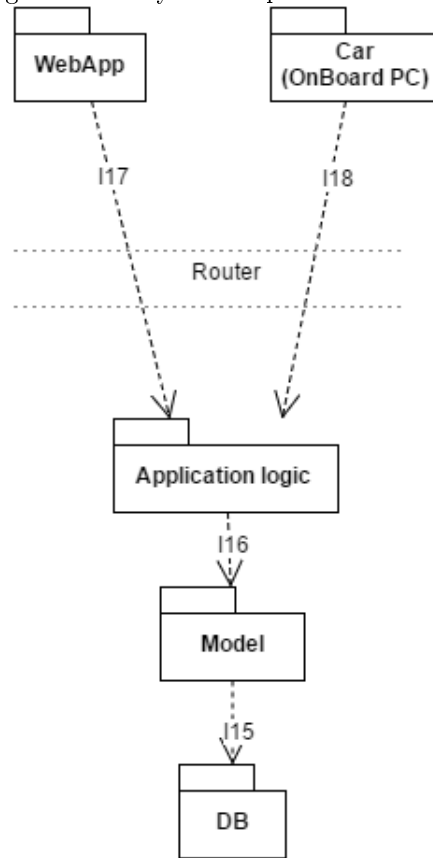 WebApp
Car
(OnBoard PC)
I17
I18
Router
Application logic
I16
Model
I15
DB